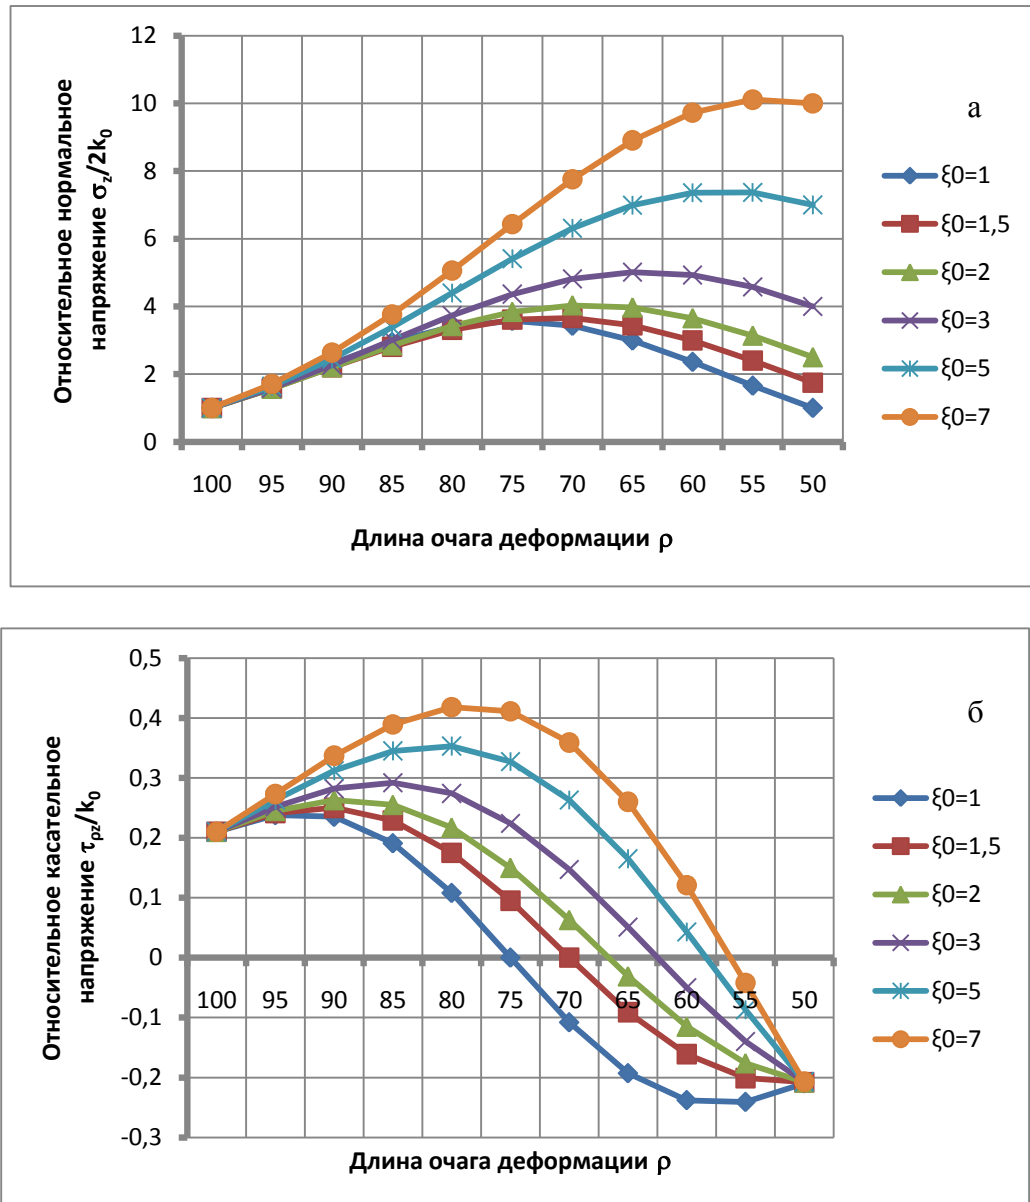 Относительное нормальное
напряжение σz/2k0
12
10
8
6
4
2
0
100 95 90 85 80 75 70 65 60 55 50
Длина очага деформации ρ
а
ξ0=1
ξ0=1,5
ξ0=2
ξ0=3
ξ0=5
ξ0=7
Относительное касательное
напряжение τρz/k0
0,5
0,4
0,3
0,2
0,1
0
-0,1
-0,2
-0,3
100 95 90 85 80 75 70 65 60 55 50
Длина очага деформации ρ
б
ξ0=1
ξ0=1,5
ξ0=2
ξ0=3
ξ0=5
ξ0=7